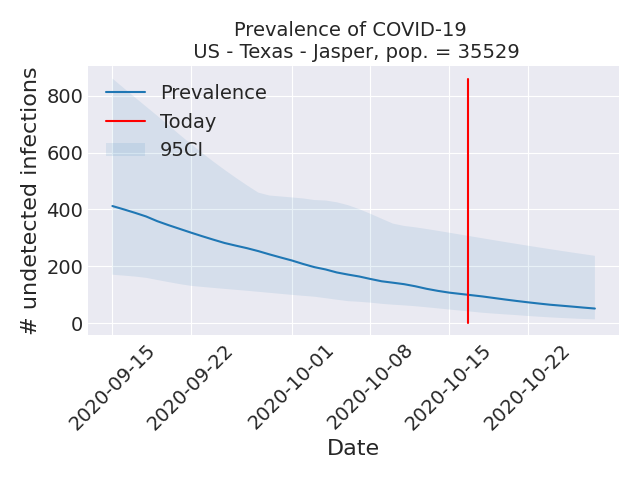 Prevalence of COVID-19
US - Texas - Jasper, pop. = 35529
# undetected infections
800
600
400
200
0
Prevalence
Today
95CI
2020-09-15
2020-09-22
2020-10-01
2020-10-08
2020-10-15
2020-10-22
Date